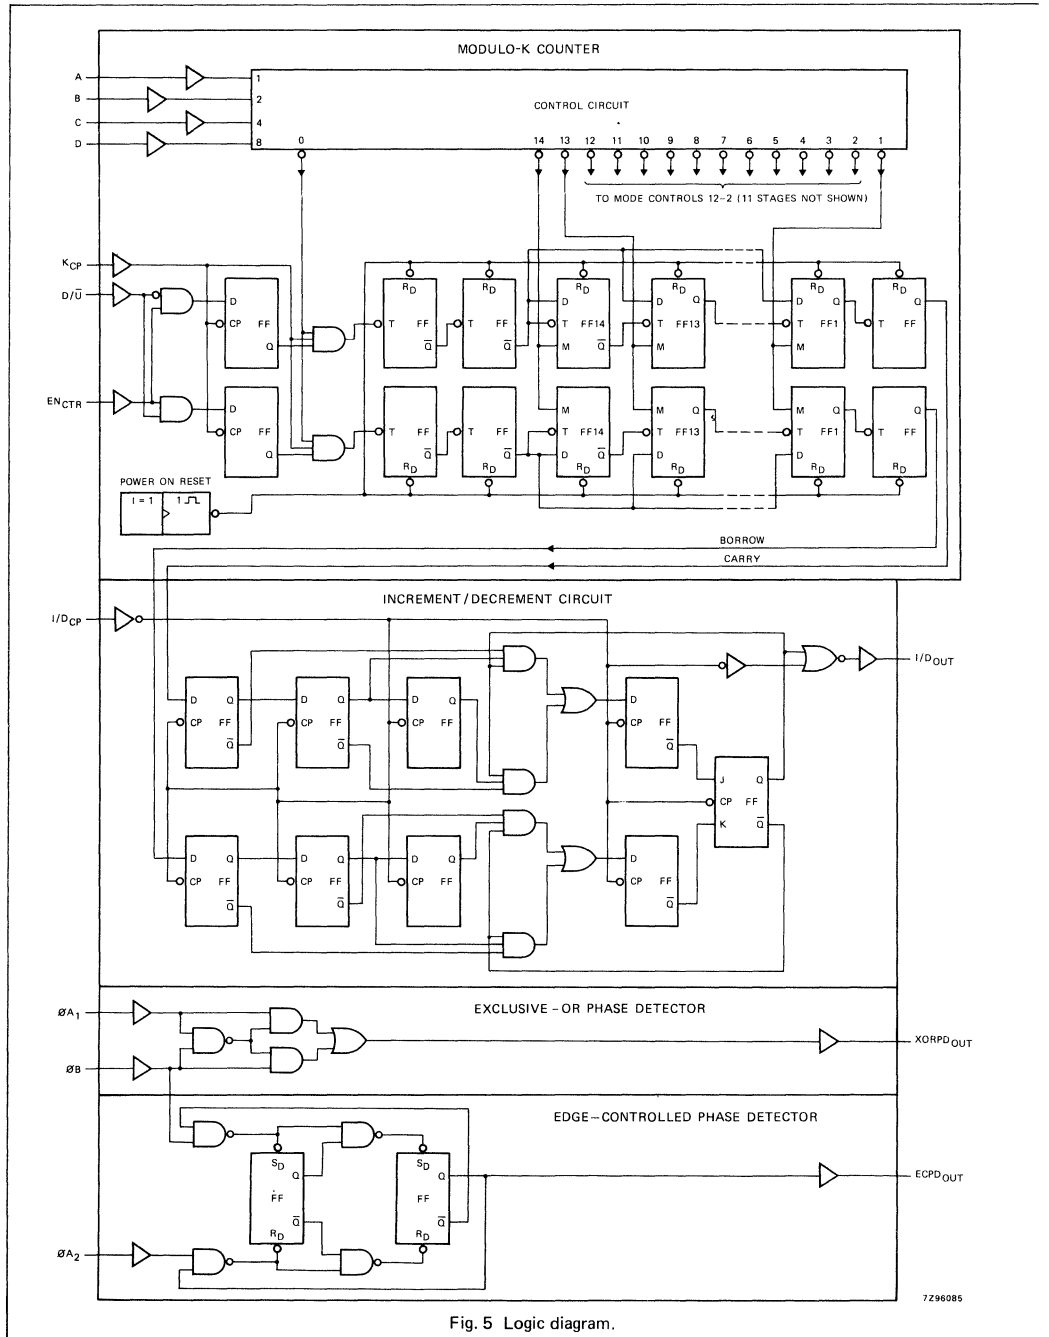 MODULO-K COUNTER
A
B
C
D
1
2
4
8
CONTROL CIRCUIT
0 14 13 12 11 10 9 8 7 6 5 4 3 2 1
TO MODE CONTROLS 12-2 (11 STAGES NOT SHOWN)
KCP
D/U̅
ENCTR
D CP FF Q
RD T FF Q̅
RD T FF Q̅
RD D T FF14 M Q̅
RD D Q T FF13 M
RD D Q T FF1 M
RD Q T FF
D CP FF Q
T FF Q̅ RD
T FF Q̅ RD
M T FF14 D Q̅ RD
M Q T FF13 D RD
M Q T FF1 D RD
Q T FF RD
POWER ON RESET
I = 1 1
BORROW
CARRY
INCREMENT/DECREMENT CIRCUIT
I/DCP
I/DOUT
D Q CP FF Q̅
D Q CP FF Q̅
D Q CP FF
D CP FF Q̅
J Q CP FF K Q̅
D Q CP FF Q̅
D Q CP FF Q̅
D Q CP FF
D CP FF Q̅
EXCLUSIVE-OR PHASE DETECTOR
ØA1
ØB
XORPDOUT
EDGE-CONTROLLED PHASE DETECTOR
SD Q FF Q̅ RD
SD Q FF Q̅ RD
ECPDOUT
ØA2
7Z96085
Fig. 5 Logic diagram.